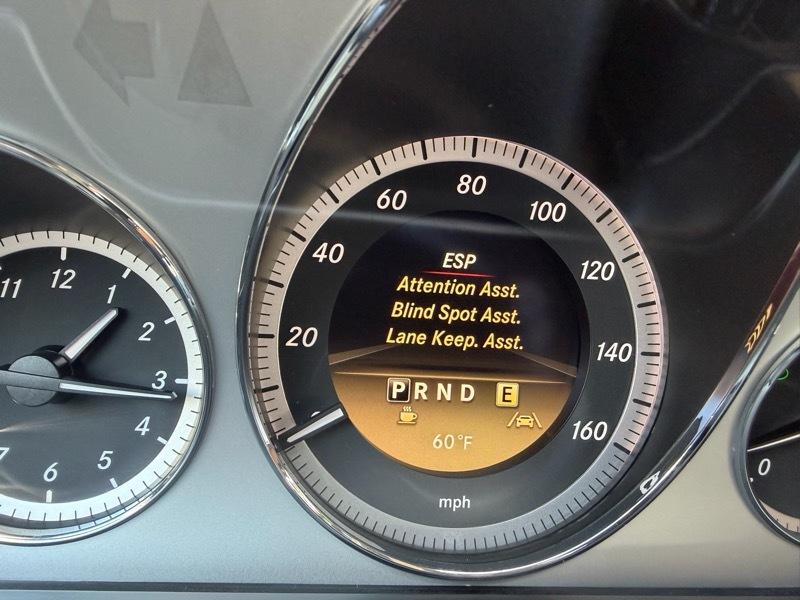 11 12 1
2
3
4
5
6
7
20 40 60 80 100 120 140 160
ESP
Attention Asst.
Blind Spot Asst.
Lane Keep. Asst.
P R N D E
60°F
mph
0